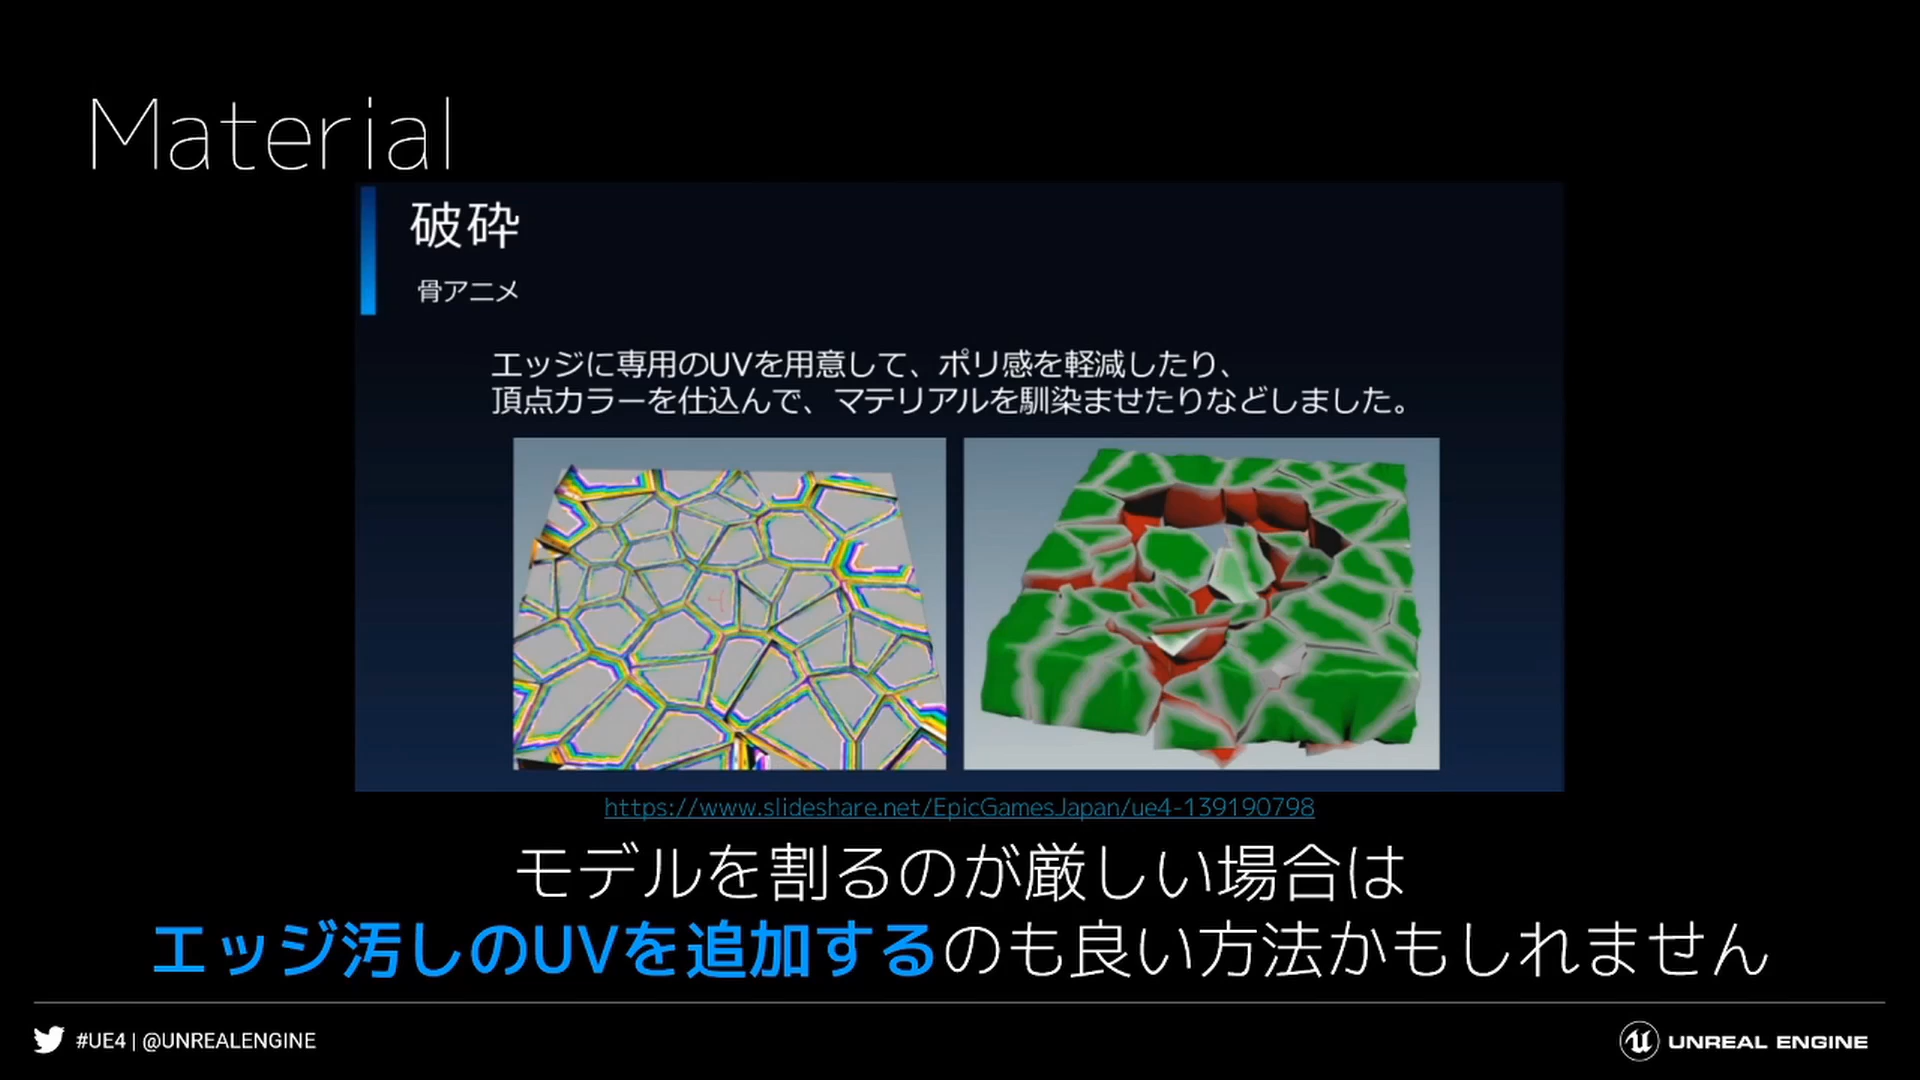 Material
破砕
骨アニメ
エッジに専用のUVを用意して、ポリ感を軽減したり、
頂点カラーを仕込んで、マテリアルを馴染ませたりなどしました。
https://www.slideshare.net/EpicGamesJapan/ue4-139190798
モデルを割るのが厳しい場合は
エッジ汚しのUVを追加するのも良い方法かもしれません
#UE4 | @UNREALENGINE
UNREAL ENGINE